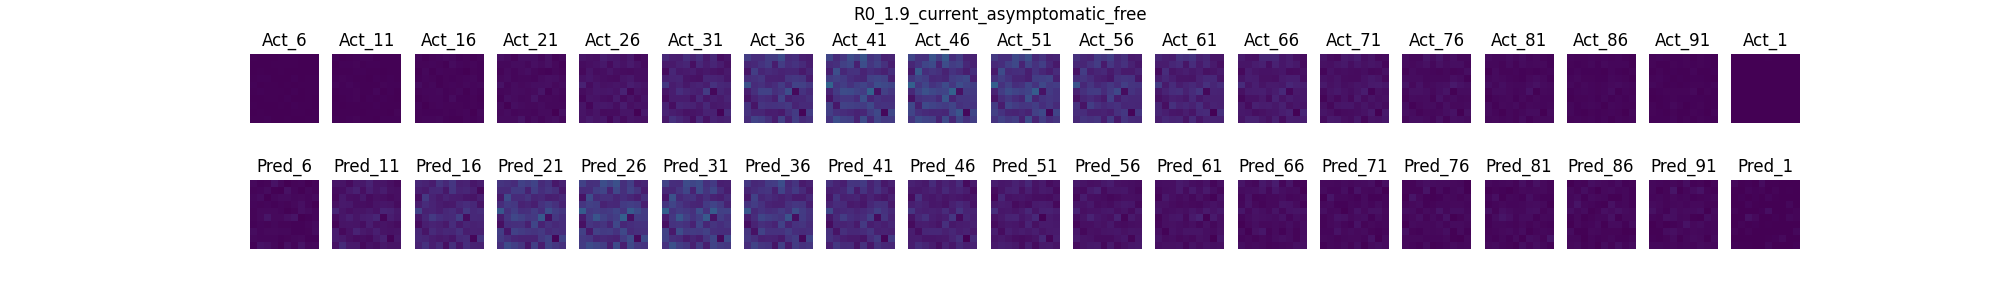 R0_1.9_current_asymptomatic_free
Act_6 Act_11 Act_16 Act_21 Act_26 Act_31 Act_36 Act_41 Act_46 Act_51 Act_56 Act_61 Act_66 Act_71 Act_76 Act_81 Act_86 Act_91 Act_1
Pred_6 Pred_11 Pred_16 Pred_21 Pred_26 Pred_31 Pred_36 Pred_41 Pred_46 Pred_51 Pred_56 Pred_61 Pred_66 Pred_71 Pred_76 Pred_81 Pred_86 Pred_91 Pred_1